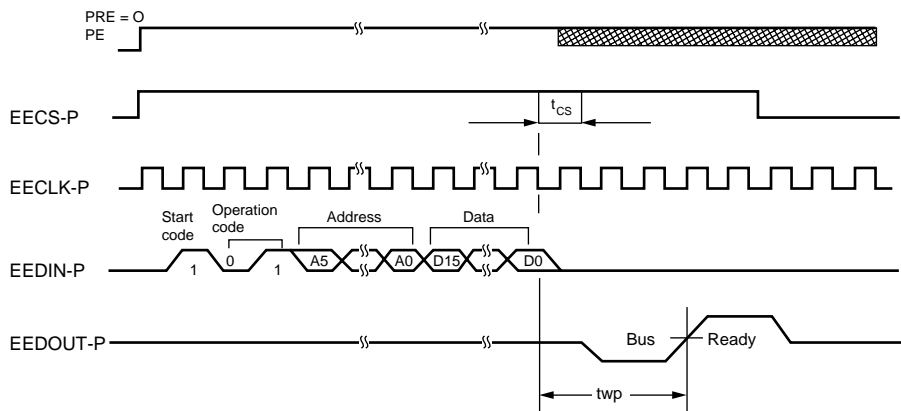 PRE = O
PE
EECS-P
tCS
EECLK-P
Start
code
Operation
code
Address
Data
EEDIN-P
1
0
1
A5
A0
D15
D0
EEDOUT-P
Bus
Ready
twp